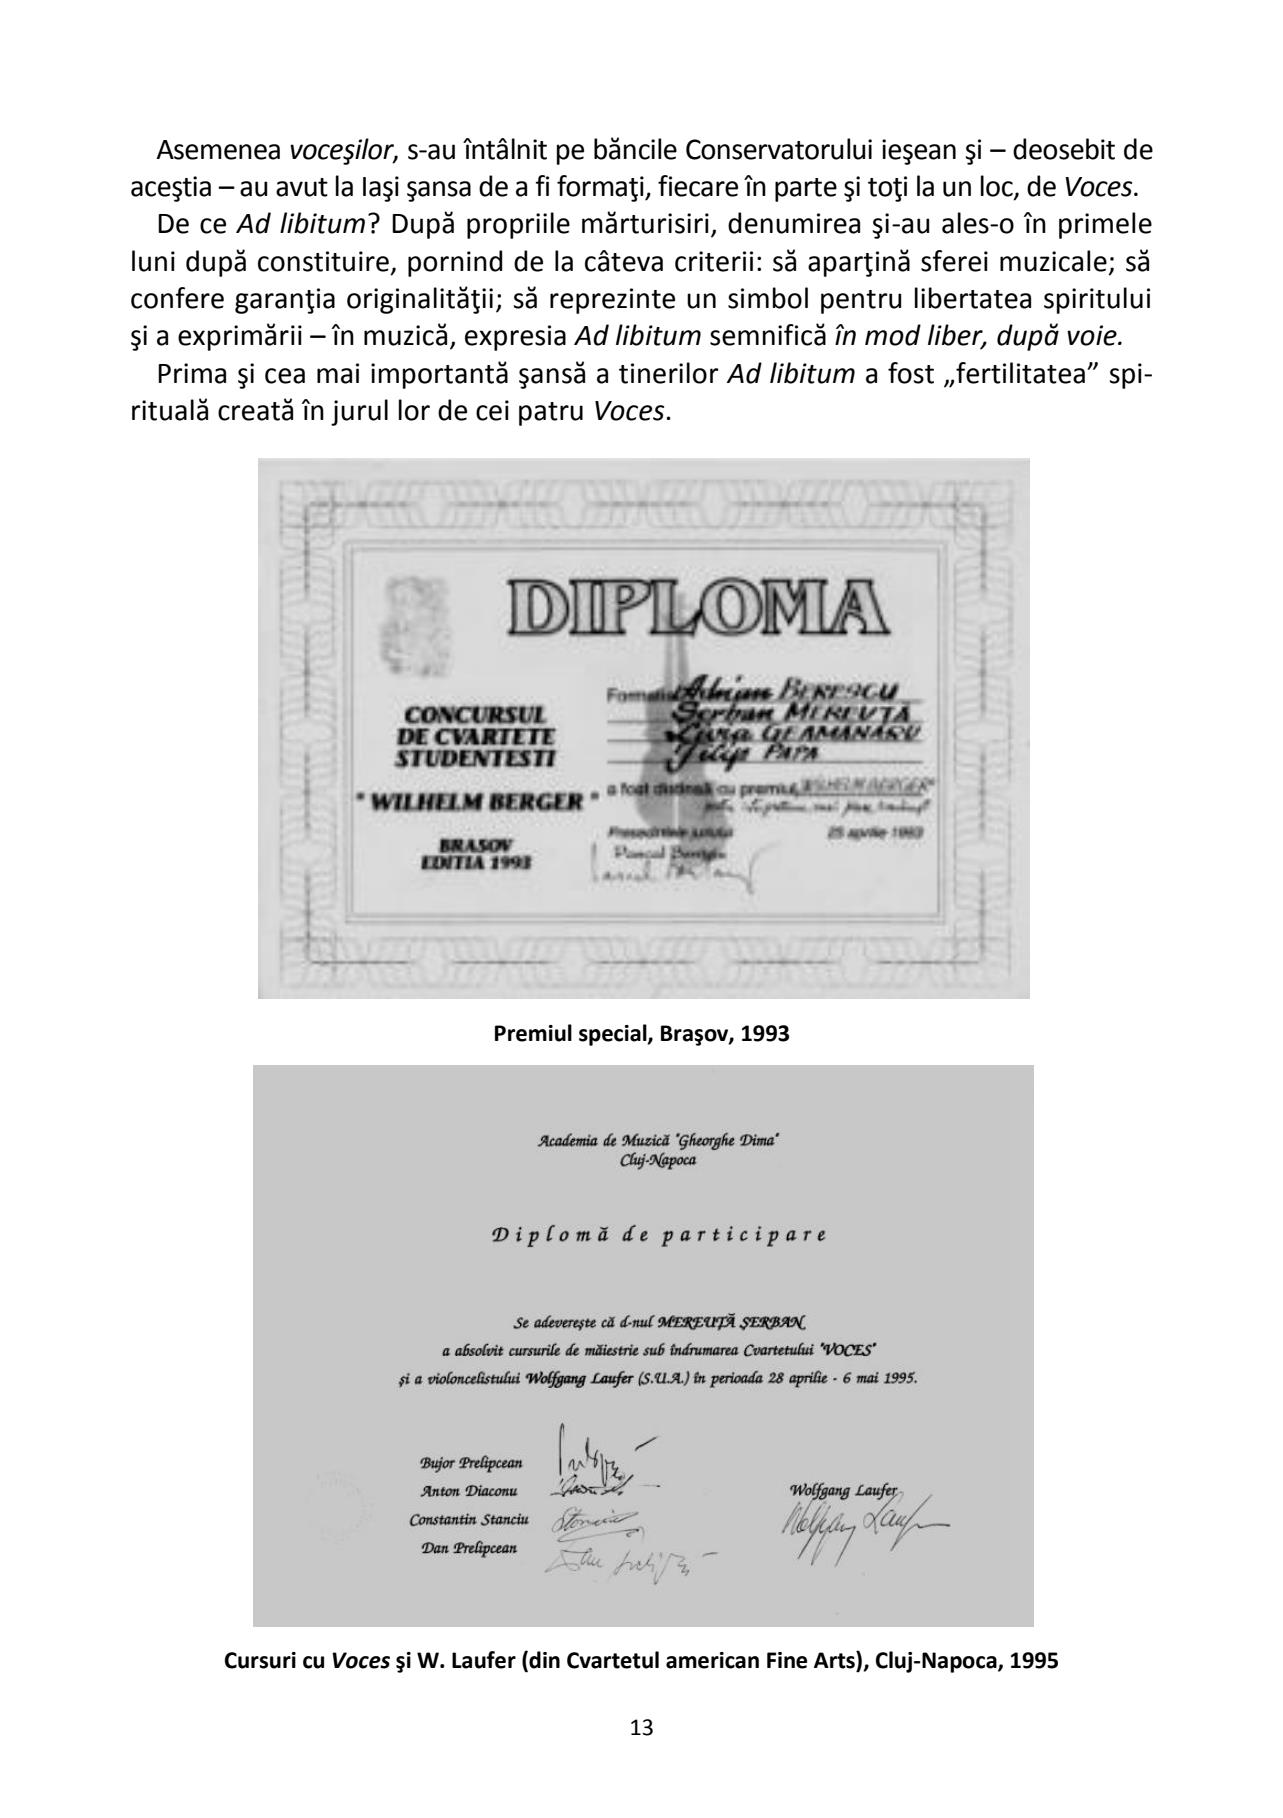 Asemenea voceşilor, s-au întâlnit pe băncile Conservatorului ieşean şi – deosebit de
aceştia – au avut la Iaşi şansa de a fi formaţi, fiecare în parte şi toţi la un loc, de Voces.
De ce Ad libitum? După propriile mărturisiri, denumirea şi-au ales-o în primele
luni după constituire, pornind de la câteva criterii: să aparţină sferei muzicale; să
confere garanţia originalităţii; să reprezinte un simbol pentru libertatea spiritului
şi a exprimării – în muzică, expresia Ad libitum semnifică în mod liber, după voie.
Prima şi cea mai importantă şansă a tinerilor Ad libitum a fost „fertilitatea” spi-
rituală creată în jurul lor de cei patru Voces.
DIPLOMA
CONCURSUL
DE CVARTETE
STUDENTESTI
" WILHELM BERGER "
BRASOV
EDITIA 1993
Adrian BERESCU
Şerban MEREUŢĂ
Livia GEAMANARU
Filip PAPA
a fost distinsă cu premiul "WILHELM BERGER"
Presedintele juriului
25 aprilie 1993
Pascal Bentoiu
Premiul special, Braşov, 1993
Academia de Muzică "Gheorghe Dima"
Cluj-Napoca
Diplomă de participare
Se adevereşte că d-nul MEREUŢĂ ŞERBAN
a absolvit cursurile de măiestrie sub îndrumarea Cvartetului "VOCES"
şi a violoncelistului Wolfgang Laufer (S.U.A.) în perioada 28 aprilie - 6 mai 1995.
Bujor Prelipcean
Anton Diaconu
Constantin Stanciu
Dan Prelipcean
Wolfgang Laufer
Wolfgang Laufer
Cursuri cu Voces şi W. Laufer (din Cvartetul american Fine Arts), Cluj-Napoca, 1995
13